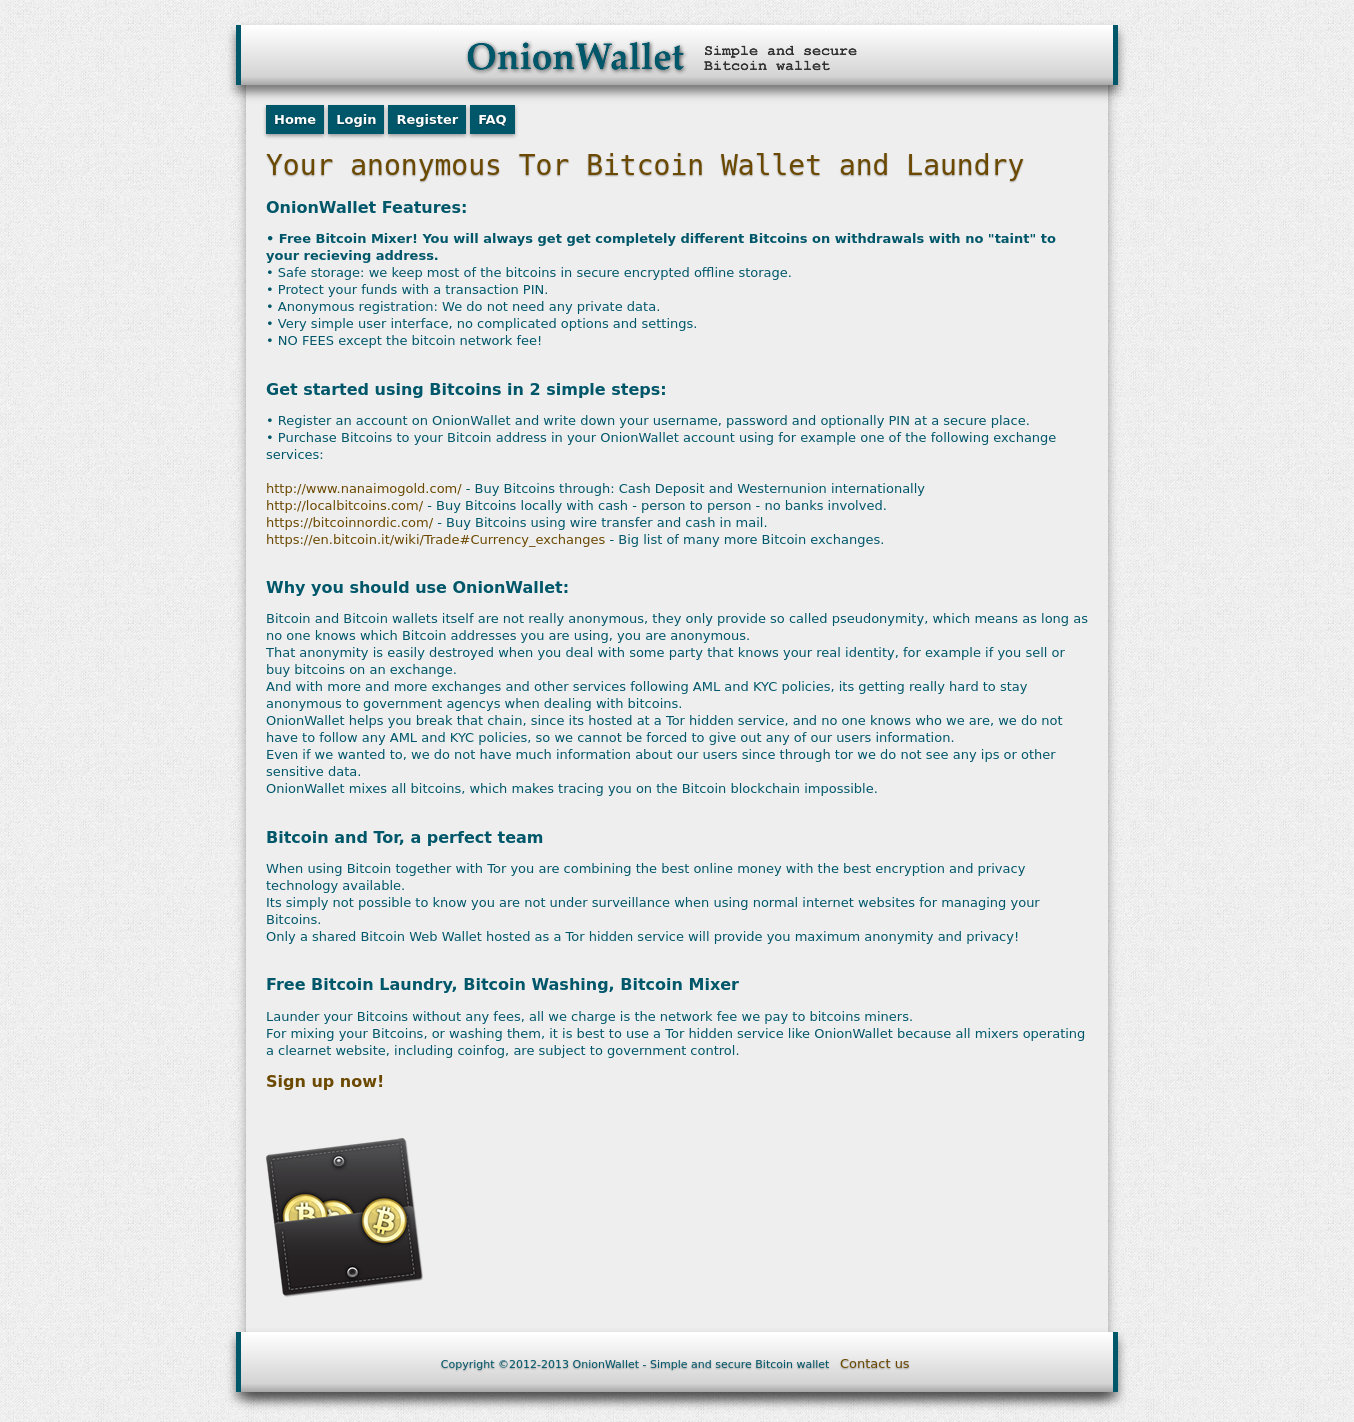 OnionWallet Simple and secure
Bitcoin wallet
Home Login Register FAQ
Your anonymous Tor Bitcoin Wallet and Laundry
OnionWallet Features:
• Free Bitcoin Mixer! You will always get get completely different Bitcoins on withdrawals with no "taint" to
your recieving address.
• Safe storage: we keep most of the bitcoins in secure encrypted offline storage.
• Protect your funds with a transaction PIN.
• Anonymous registration: We do not need any private data.
• Very simple user interface, no complicated options and settings.
• NO FEES except the bitcoin network fee!
Get started using Bitcoins in 2 simple steps:
• Register an account on OnionWallet and write down your username, password and optionally PIN at a secure place.
• Purchase Bitcoins to your Bitcoin address in your OnionWallet account using for example one of the following exchange
services:
http://www.nanaimogold.com/ - Buy Bitcoins through: Cash Deposit and Westernunion internationally
http://localbitcoins.com/ - Buy Bitcoins locally with cash - person to person - no banks involved.
https://bitcoinnordic.com/ - Buy Bitcoins using wire transfer and cash in mail.
https://en.bitcoin.it/wiki/Trade#Currency_exchanges - Big list of many more Bitcoin exchanges.
Why you should use OnionWallet:
Bitcoin and Bitcoin wallets itself are not really anonymous, they only provide so called pseudonymity, which means as long as
no one knows which Bitcoin addresses you are using, you are anonymous.
That anonymity is easily destroyed when you deal with some party that knows your real identity, for example if you sell or
buy bitcoins on an exchange.
And with more and more exchanges and other services following AML and KYC policies, its getting really hard to stay
anonymous to government agencys when dealing with bitcoins.
OnionWallet helps you break that chain, since its hosted at a Tor hidden service, and no one knows who we are, we do not
have to follow any AML and KYC policies, so we cannot be forced to give out any of our users information.
Even if we wanted to, we do not have much information about our users since through tor we do not see any ips or other
sensitive data.
OnionWallet mixes all bitcoins, which makes tracing you on the Bitcoin blockchain impossible.
Bitcoin and Tor, a perfect team
When using Bitcoin together with Tor you are combining the best online money with the best encryption and privacy
technology available.
Its simply not possible to know you are not under surveillance when using normal internet websites for managing your
Bitcoins.
Only a shared Bitcoin Web Wallet hosted as a Tor hidden service will provide you maximum anonymity and privacy!
Free Bitcoin Laundry, Bitcoin Washing, Bitcoin Mixer
Launder your Bitcoins without any fees, all we charge is the network fee we pay to bitcoins miners.
For mixing your Bitcoins, or washing them, it is best to use a Tor hidden service like OnionWallet because all mixers operating
a clearnet website, including coinfog, are subject to government control.
Sign up now!
Copyright ©2012-2013 OnionWallet - Simple and secure Bitcoin wallet Contact us